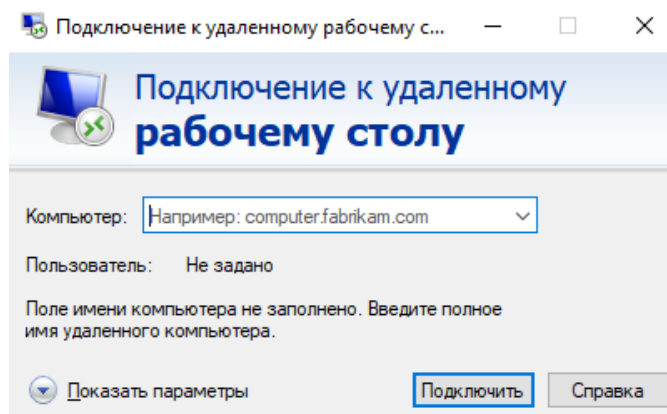 Подключение к удаленному рабочему с...
Подключение к удаленному
рабочему столу
Компьютер: Например: computer.fabrikam.com
Пользователь: Не задано
Поле имени компьютера не заполнено. Введите полное
имя удаленного компьютера.
Показать параметры Подключить Справка